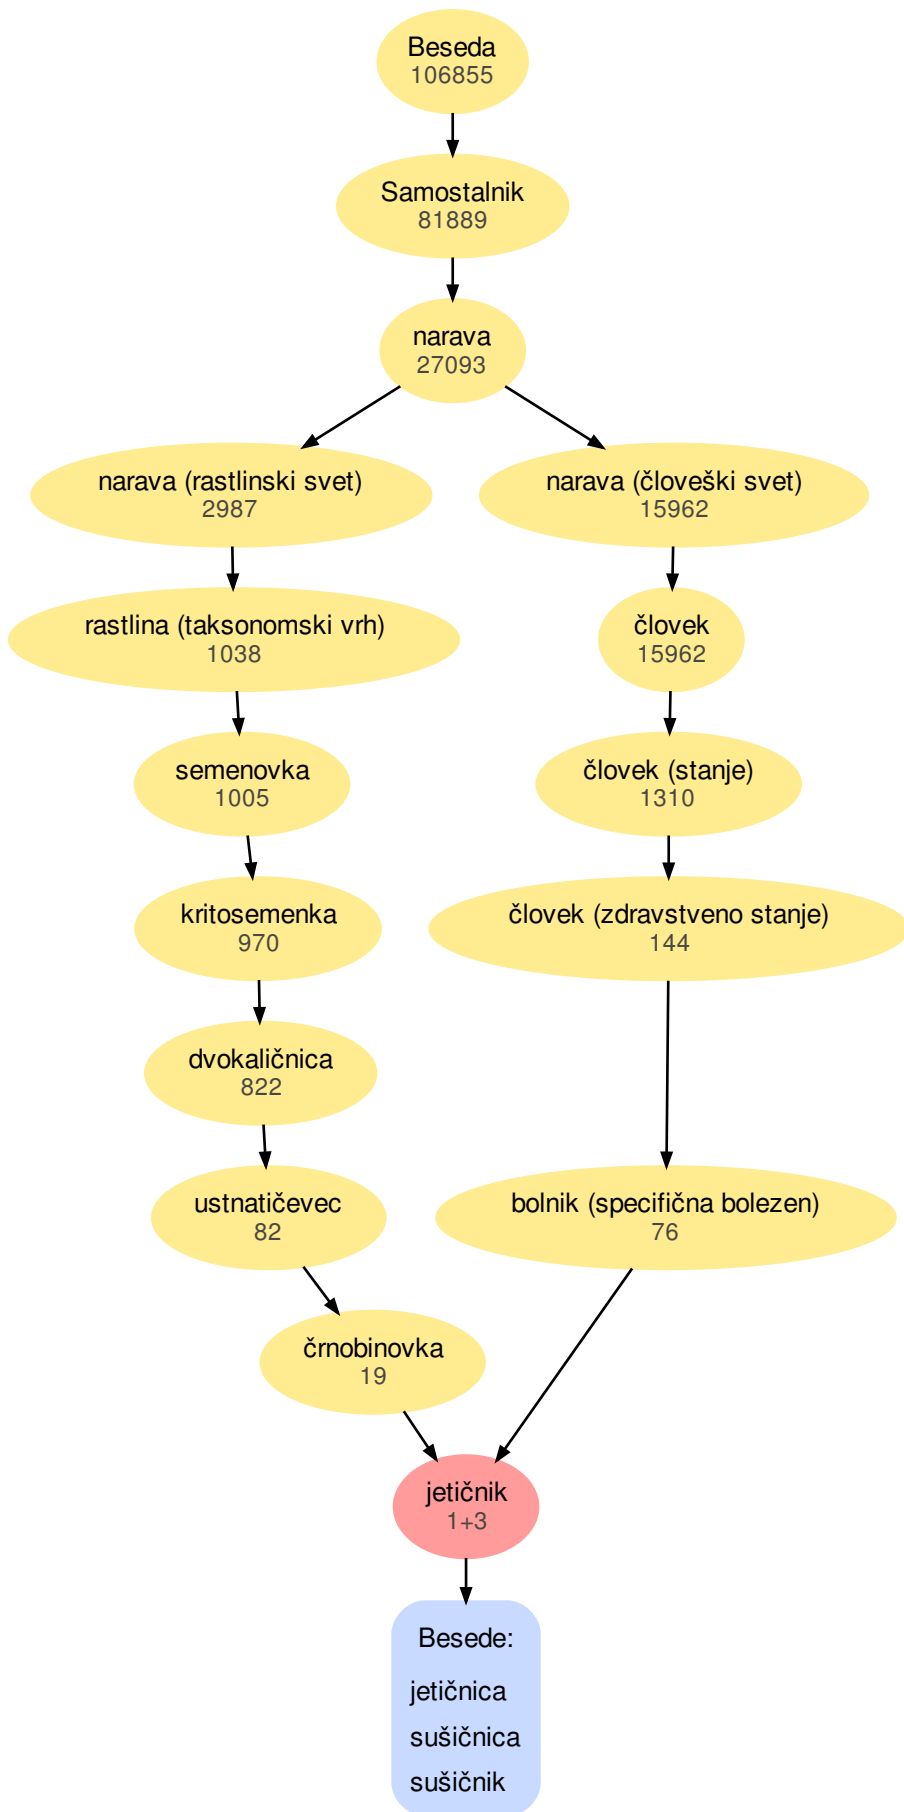 Beseda
106855
Samostalnik
81889
narava
27093
narava (rastlinski svet)
2987
narava (človeški svet)
15962
rastlina (taksonomski vrh)
1038
človek
15962
semenovka
1005
človek (stanje)
1310
kritosemenka
970
človek (zdravstveno stanje)
144
dvokaličnica
822
ustnatičevec
82
bolnik (specifična bolezen)
76
črnobinovka
19
jetičnik
1+3
Besede:
jetičnica
sušičnica
sušičnik